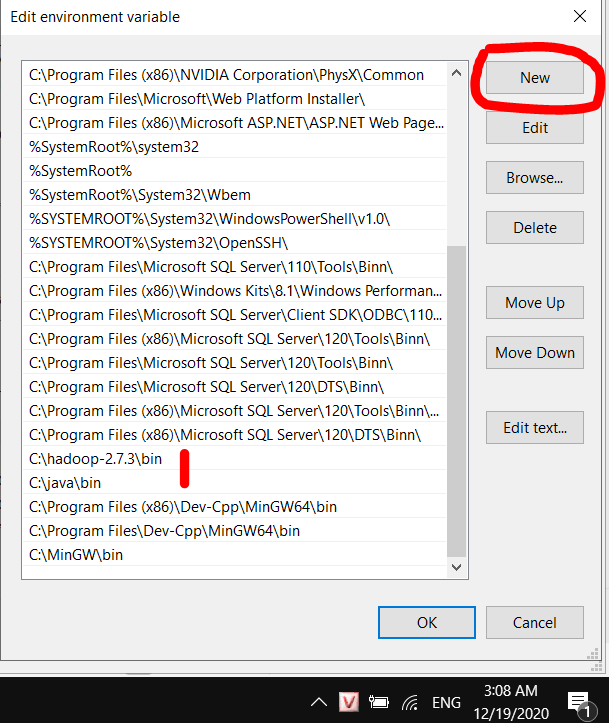 Edit environment variable
C:\Program Files (x86)\NVIDIA Corporation\PhysX\Common
New
C:\Program Files\Microsoft\Web Platform Installer\
C:\Program Files (x86)\Microsoft ASP.NET\ASP.NET Web Page...
Edit
%SystemRoot%\system32
%SystemRoot%
Browse...
%SystemRoot%\System32\Wbem
%SYSTEMROOT%\System32\WindowsPowerShell\v1.0\
Delete
%SYSTEMROOT%\System32\OpenSSH\
C:\Program Files\Microsoft SQL Server\110\Tools\Binn\
C:\Program Files (x86)\Windows Kits\8.1\Windows Performan...
Move Up
C:\Program Files\Microsoft SQL Server\Client SDK\ODBC\110...
C:\Program Files (x86)\Microsoft SQL Server\120\Tools\Binn\
Move Down
C:\Program Files\Microsoft SQL Server\120\Tools\Binn\
C:\Program Files\Microsoft SQL Server\120\DTS\Binn\
C:\Program Files (x86)\Microsoft SQL Server\120\Tools\Binn\...
Edit text...
C:\Program Files (x86)\Microsoft SQL Server\120\DTS\Binn\
C:\hadoop-2.7.3\bin
C:\java\bin
C:\Program Files (x86)\Dev-Cpp\MinGW64\bin
C:\Program Files\Dev-Cpp\MinGW64\bin
C:\MinGW\bin
OK
Cancel
V
ENG
3:08 AM
12/19/2020
1